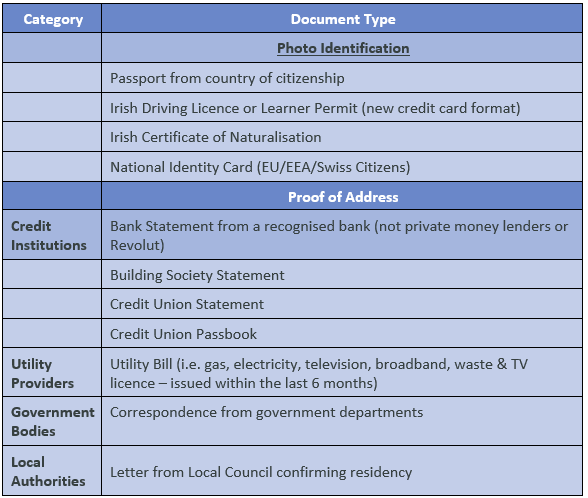 Category Document Type
Photo Identification
Passport from country of citizenship
Irish Driving Licence or Learner Permit (new credit card format)
Irish Certificate of Naturalisation
National Identity Card (EU/EEA/Swiss Citizens)
Proof of Address
Credit Bank Statement from a recognised bank (not private money lenders or
Institutions Revolut)
Building Society Statement
Credit Union Statement
Credit Union Passbook
Utility Utility Bill (i.e. gas, electricity, television, broadband, waste & TV
Providers licence – issued within the last 6 months)
Government Correspondence from government departments
Bodies
Local
Authorities Letter from Local Council confirming residency